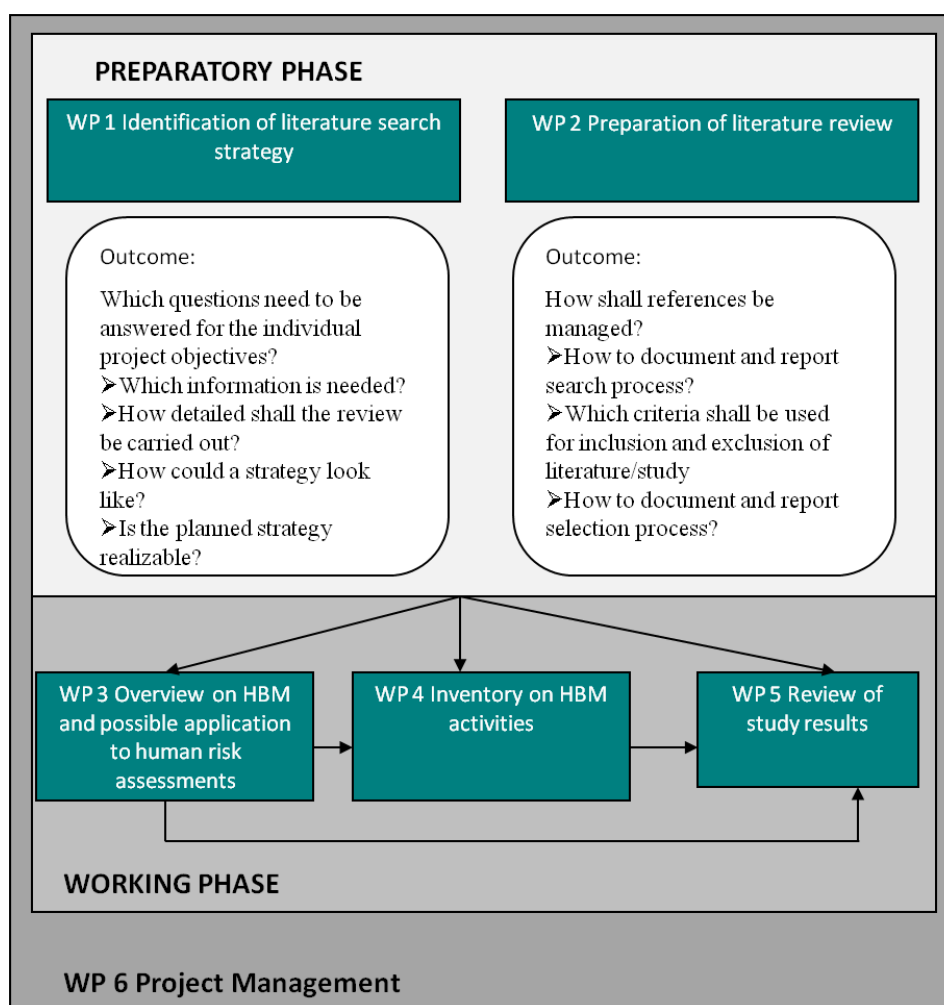 PREPARATORY PHASE
WP 1 Identification of literature search
strategy
WP 2 Preparation of literature review
Outcome:
Which questions need to be
answered for the individual
project objectives?
➢Which information is needed?
➢How detailed shall the review
be carried out?
➢How could a strategy look
like?
➢Is the planned strategy
realizable?
Outcome:
How shall references be
managed?
➢How to document and report
search process?
➢Which criteria shall be used
for inclusion and exclusion of
literature/study
➢How to document and report
selection process?
WP 3 Overview on HBM
and possible application
to human risk
assessments
WP 4 Inventory on HBM
activities
WP 5 Review of
study results
WORKING PHASE
WP 6 Project Management